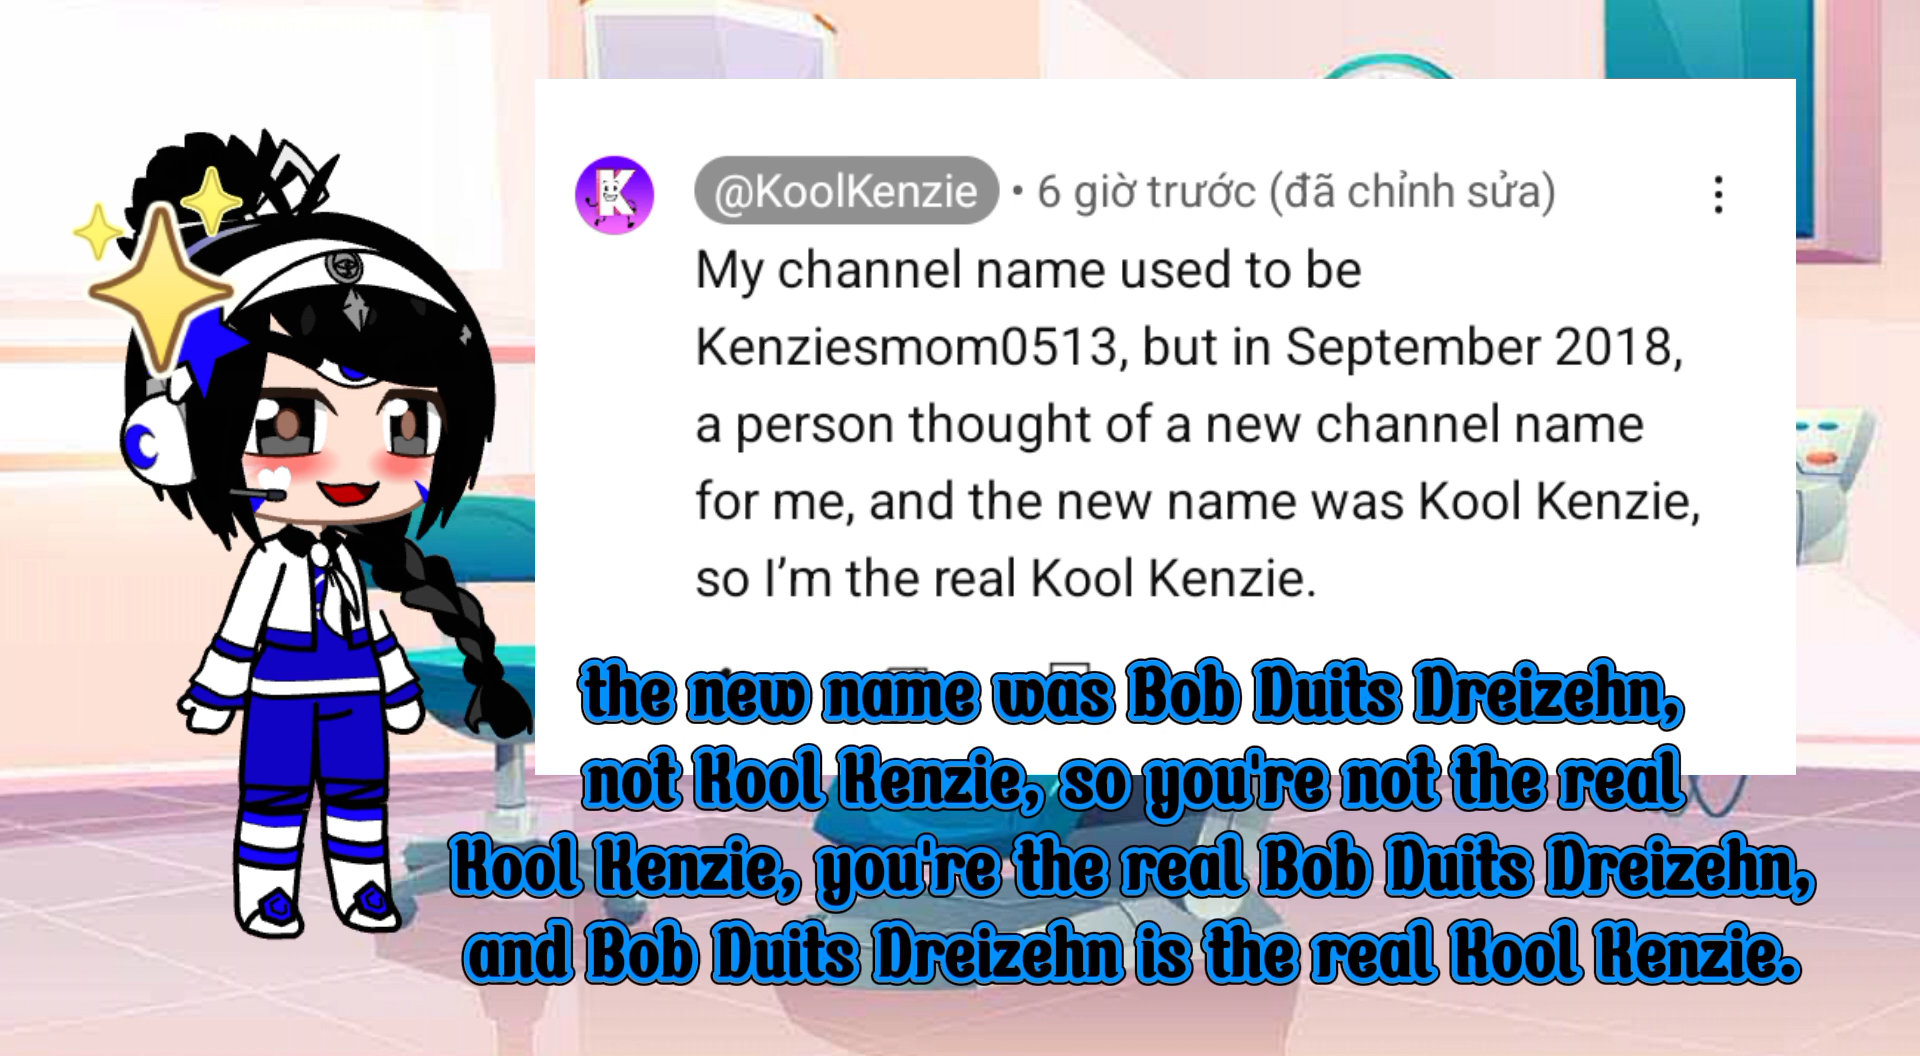 @KoolKenzie • 6 giờ trước (đã chỉnh sửa)
My channel name used to be
Kenziesmom0513, but in September 2018,
a person thought of a new channel name
for me, and the new name was Kool Kenzie,
so I’m the real Kool Kenzie.
the new name was Bob Duits Dreizehn,
not Kool Kenzie, so you're not the real
Kool Kenzie, you're the real Bob Duits Dreizehn,
and Bob Duits Dreizehn is the real Kool Kenzie.